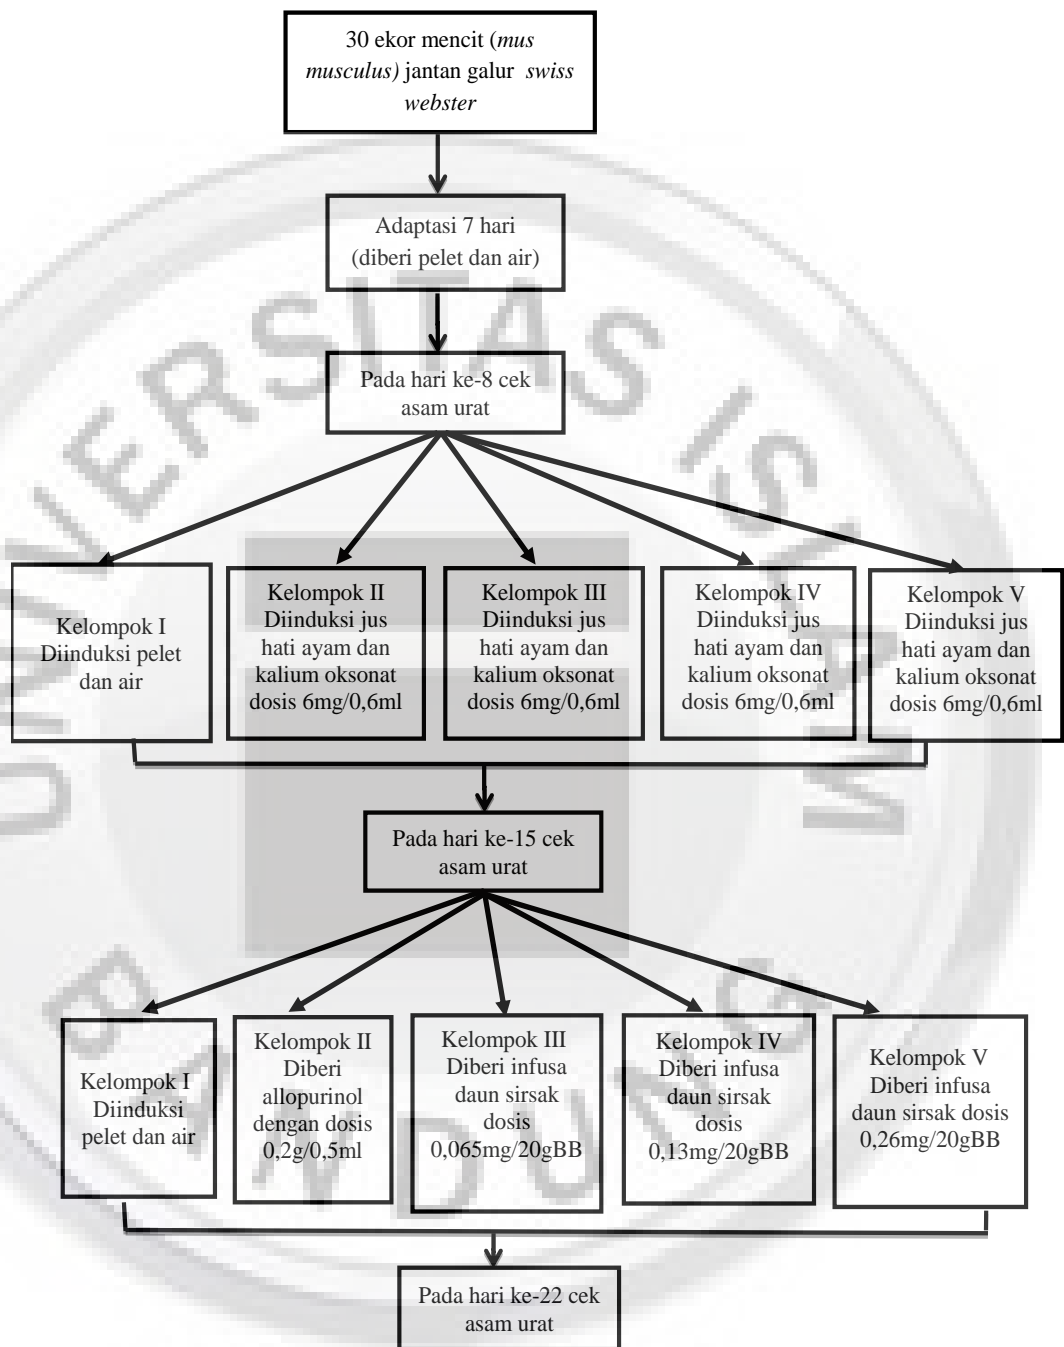 30 ekor mencit (mus
musculus) jantan galur swiss
webster
Adaptasi 7 hari
(diberi pelet dan air)
Pada hari ke-8 cek
asam urat
Kelompok I
Diinduksi pelet
dan air
Kelompok II
Diinduksi jus
hati ayam dan
kalium oksonat
dosis 6mg/0,6ml
Kelompok III
Diinduksi jus
hati ayam dan
kalium oksonat
dosis 6mg/0,6ml
Kelompok IV
Diinduksi jus
hati ayam dan
kalium oksonat
dosis 6mg/0,6ml
Kelompok V
Diinduksi jus
hati ayam dan
kalium oksonat
dosis 6mg/0,6ml
Pada hari ke-15 cek
asam urat
Kelompok I
Diinduksi
pelet dan air
Kelompok II
Diberi
allopurinol
dengan dosis
0,2g/0,5ml
Kelompok III
Diberi infusa
daun sirsak
dosis
0,065mg/20gBB
Kelompok IV
Diberi infusa
daun sirsak
dosis
0,13mg/20gBB
Kelompok V
Diberi infusa
daun sirsak dosis
0,26mg/20gBB
Pada hari ke-22 cek
asam urat
UNIVERSITAS ISLAM
BANDUNG